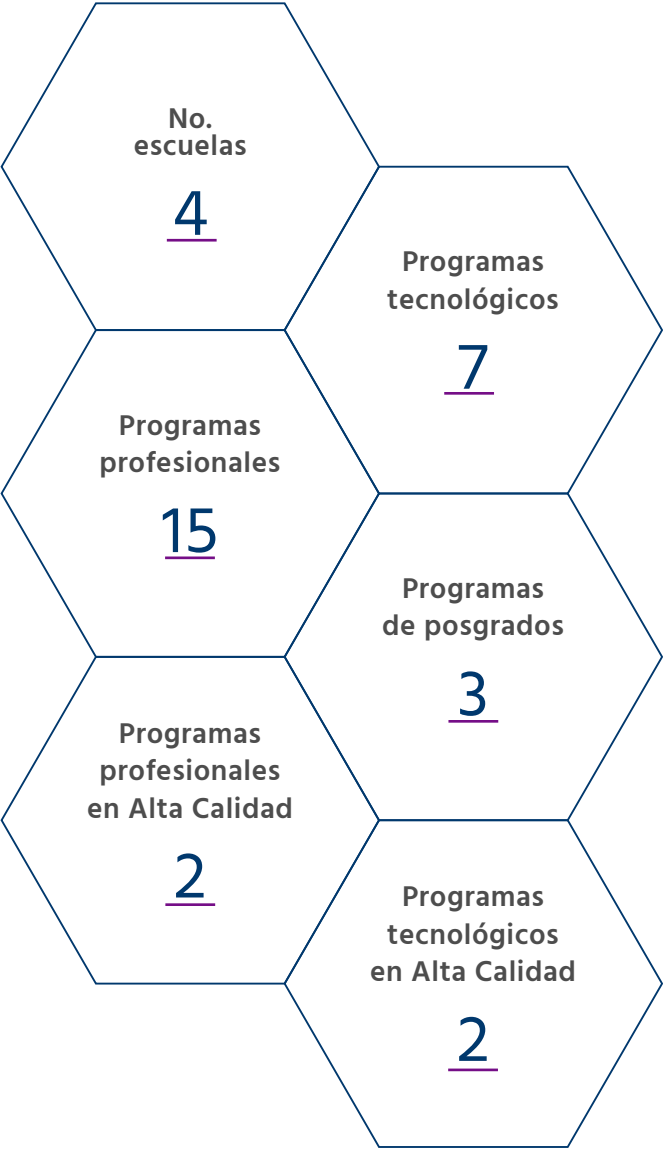 No.
escuelas
4
Programas
tecnológicos
7
Programas
profesionales
15
Programas
de posgrados
3
Programas
profesionales
en Alta Calidad
2
Programas
tecnológicos
en Alta Calidad
2